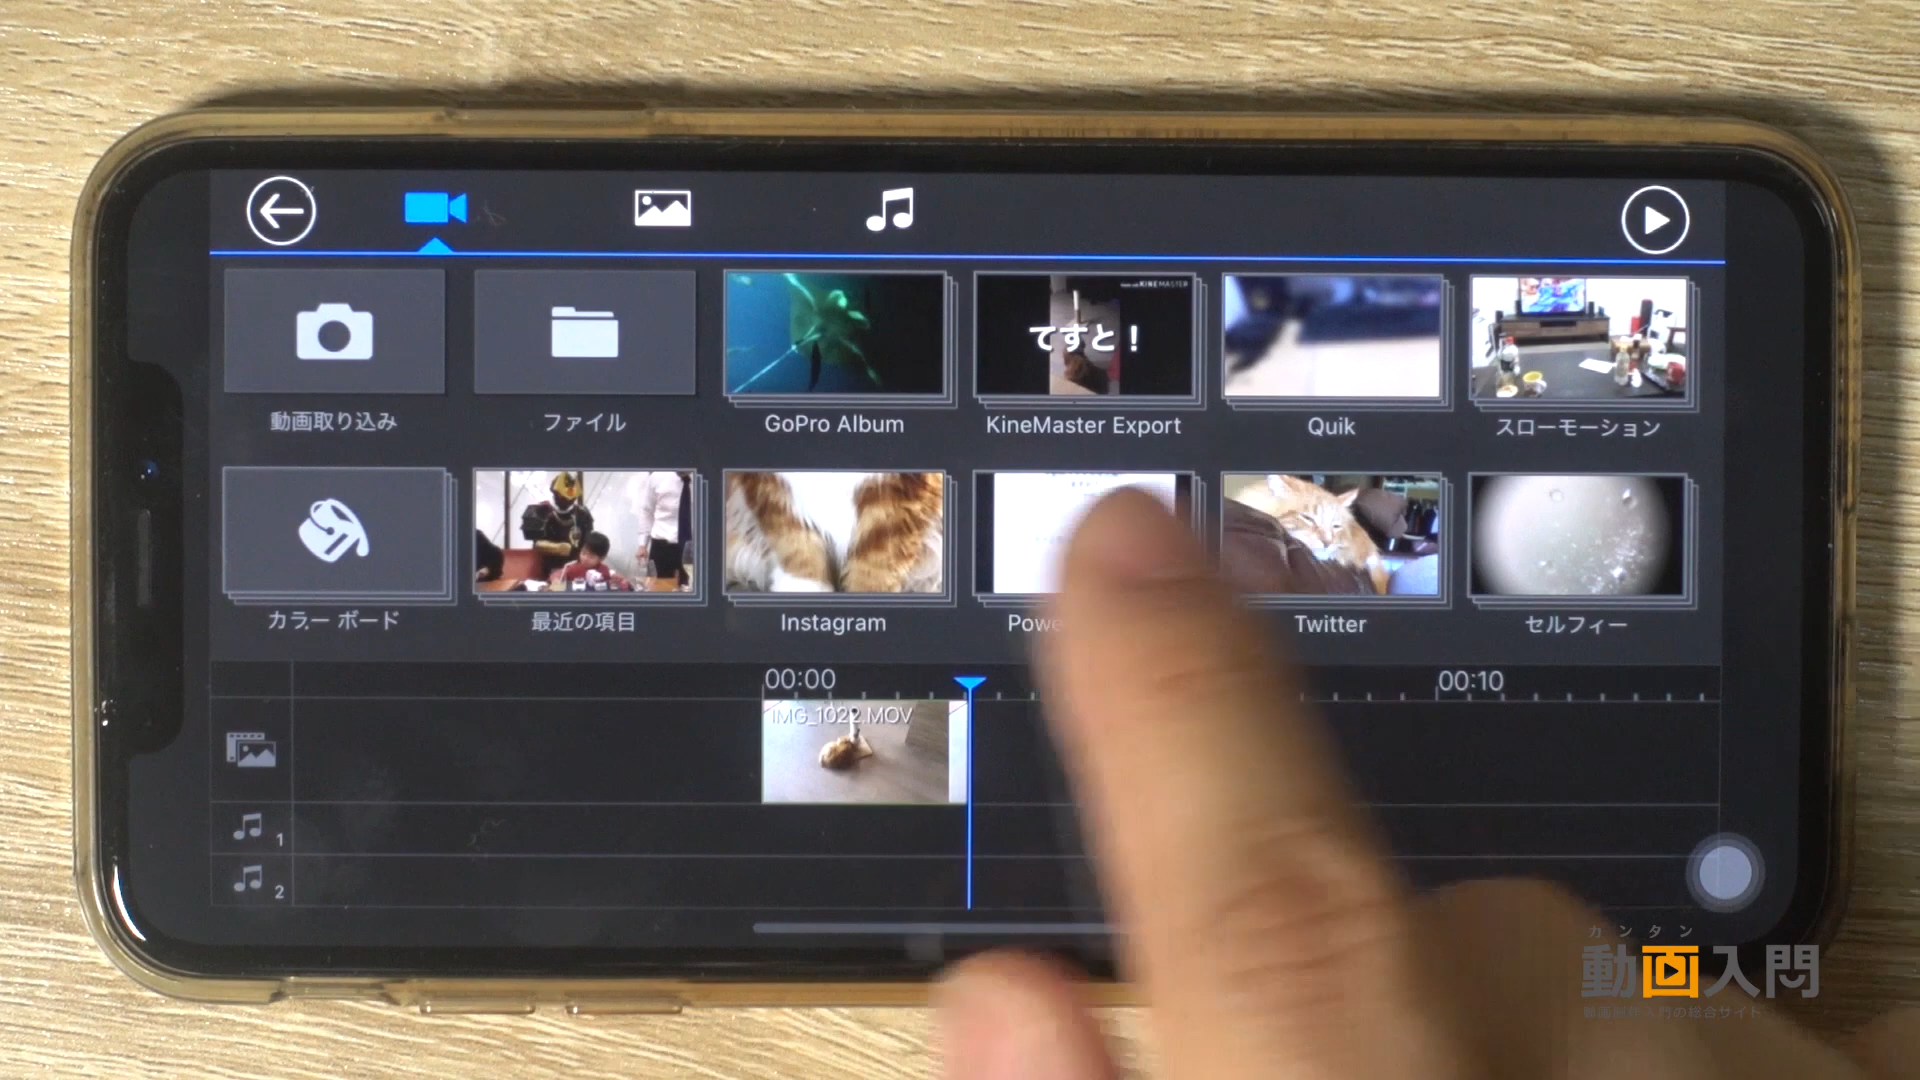 KINEMASTER
てすと！
動画取り込み
ファイル
GoPro Album
KineMaster Export
Quik
スローモーション
カラー ボード
最近の項目
Instagram
Twitter
セルフィー
00:00
00:10
IMG_1022.MOV
1
2
カンタン
動画入門